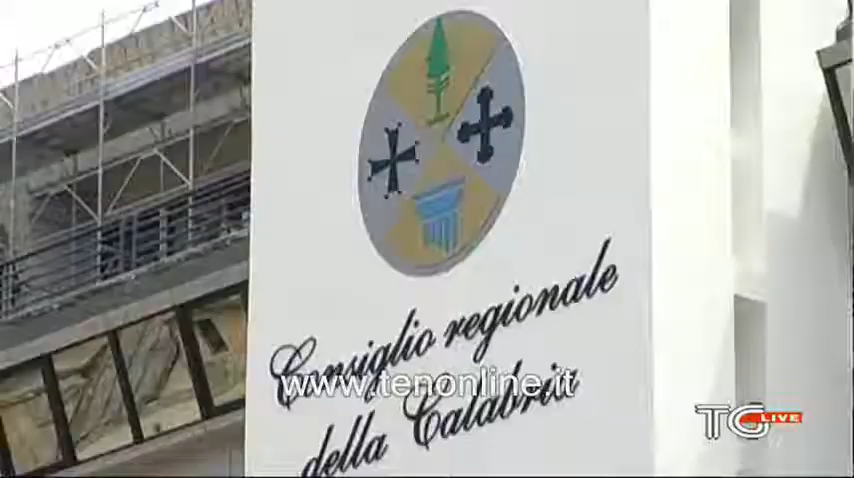 Consiglio regionale
www.tenonline.it
della Calabria
TG LIVE